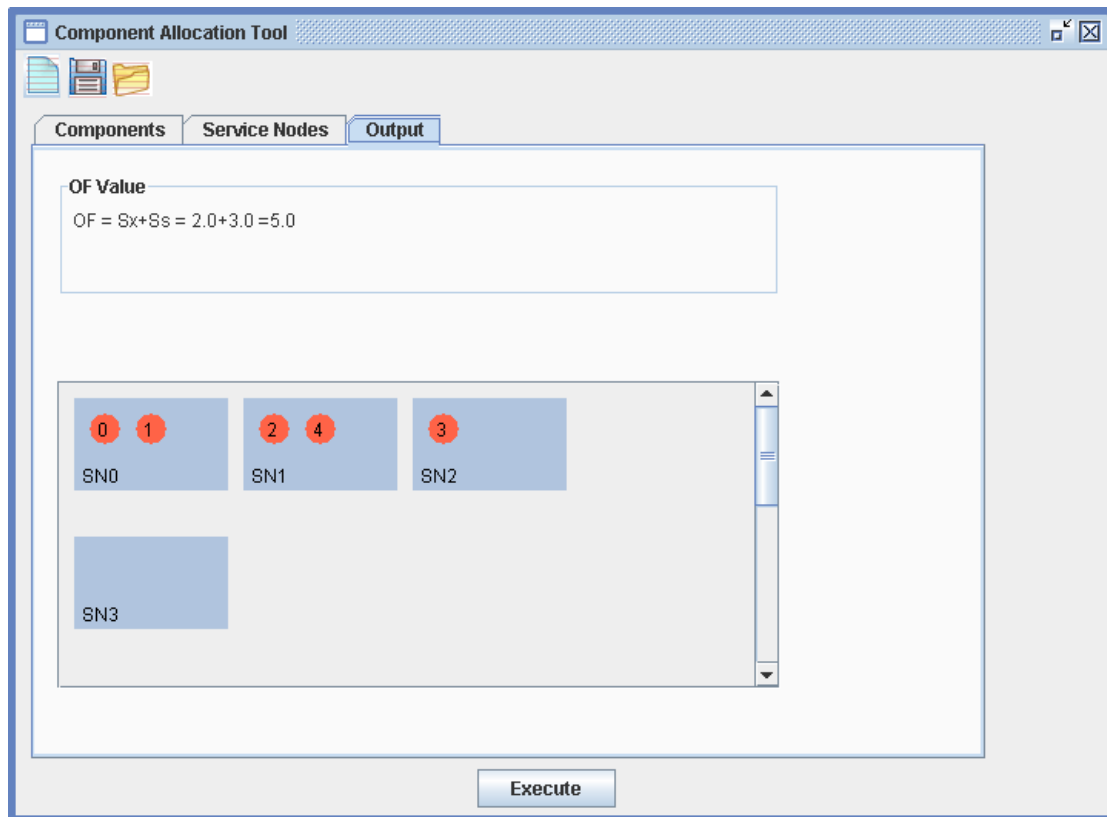 Component Allocation Tool
Components Service Nodes Output
OF Value
OF = Sx+Ss = 2.0+3.0 =5.0
0 1 2 4 3
SN0 SN1 SN2
SN3
Execute